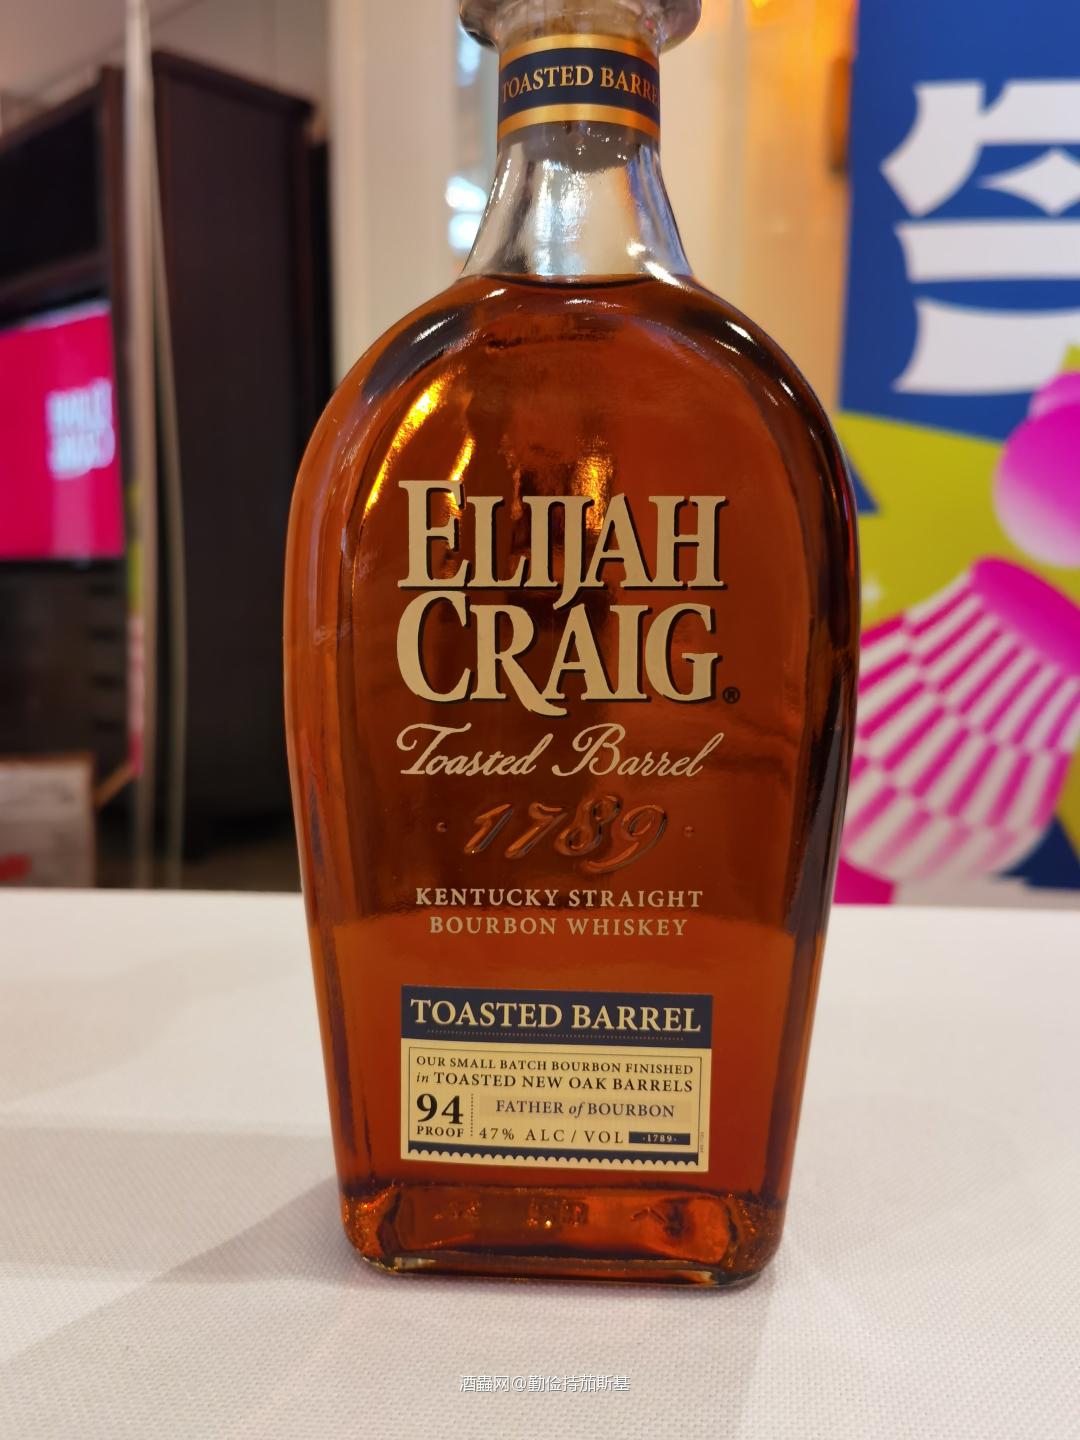 TOASTED BARRE
ELIJAH
CRAIG®
Toasted Barrel
·1789·
KENTUCKY STRAIGHT
BOURBON WHISKEY
TOASTED BARREL
OUR SMALL BATCH BOURBON FINISHED
in TOASTED NEW OAK BARRELS
94
PROOF
FATHER of BOURBON
47% ALC/VOL
·1789·
酒蟲网@勤俭持茄斯基